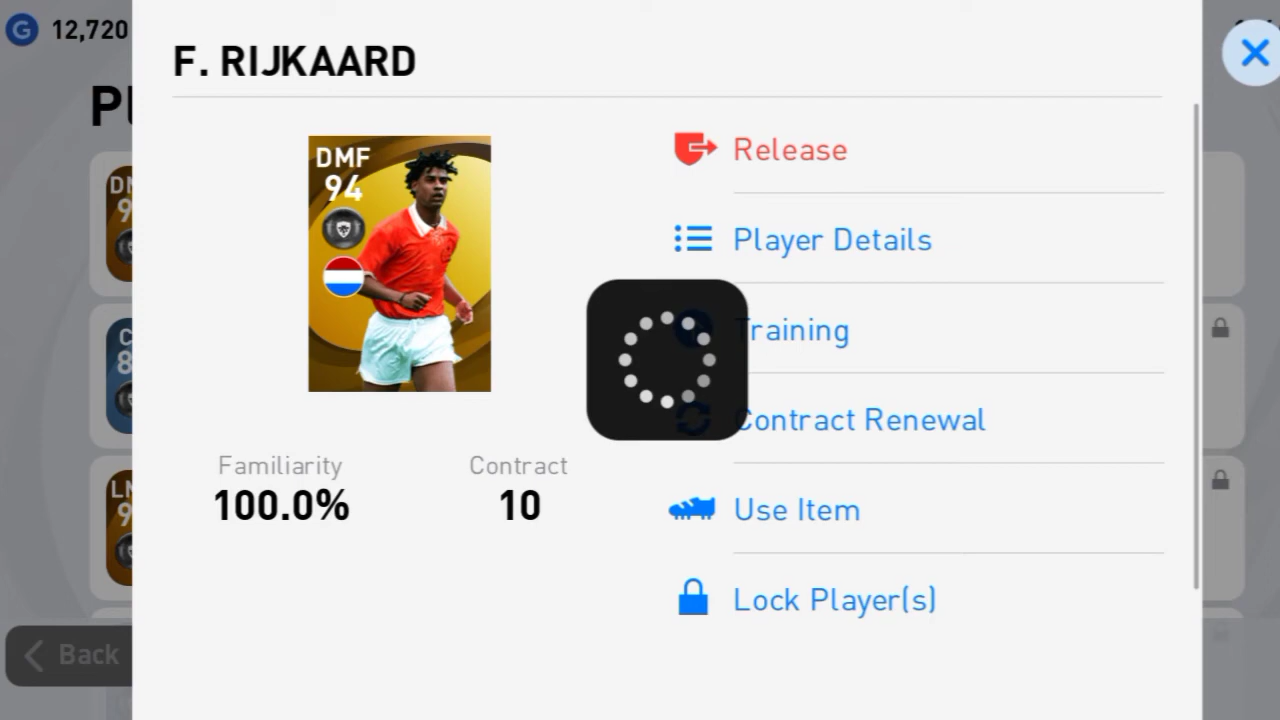 12,720
F. RIJKAARD
DMF
94
Release
Player Details
Training
Contract Renewal
Use Item
Lock Player(s)
Familiarity
100.0%
Contract
10
Back